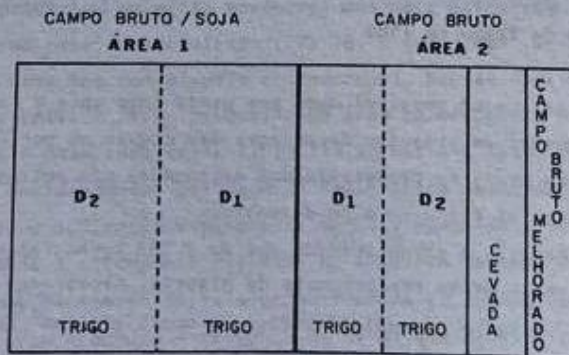 CAMPO BRUTO / SOJA
ÁREA 1
CAMPO BRUTO
ÁREA 2
D2
D1
D1
D2
TRIGO
TRIGO
TRIGO
TRIGO
CEVADA
CAMPO BRUTO MELHORADO